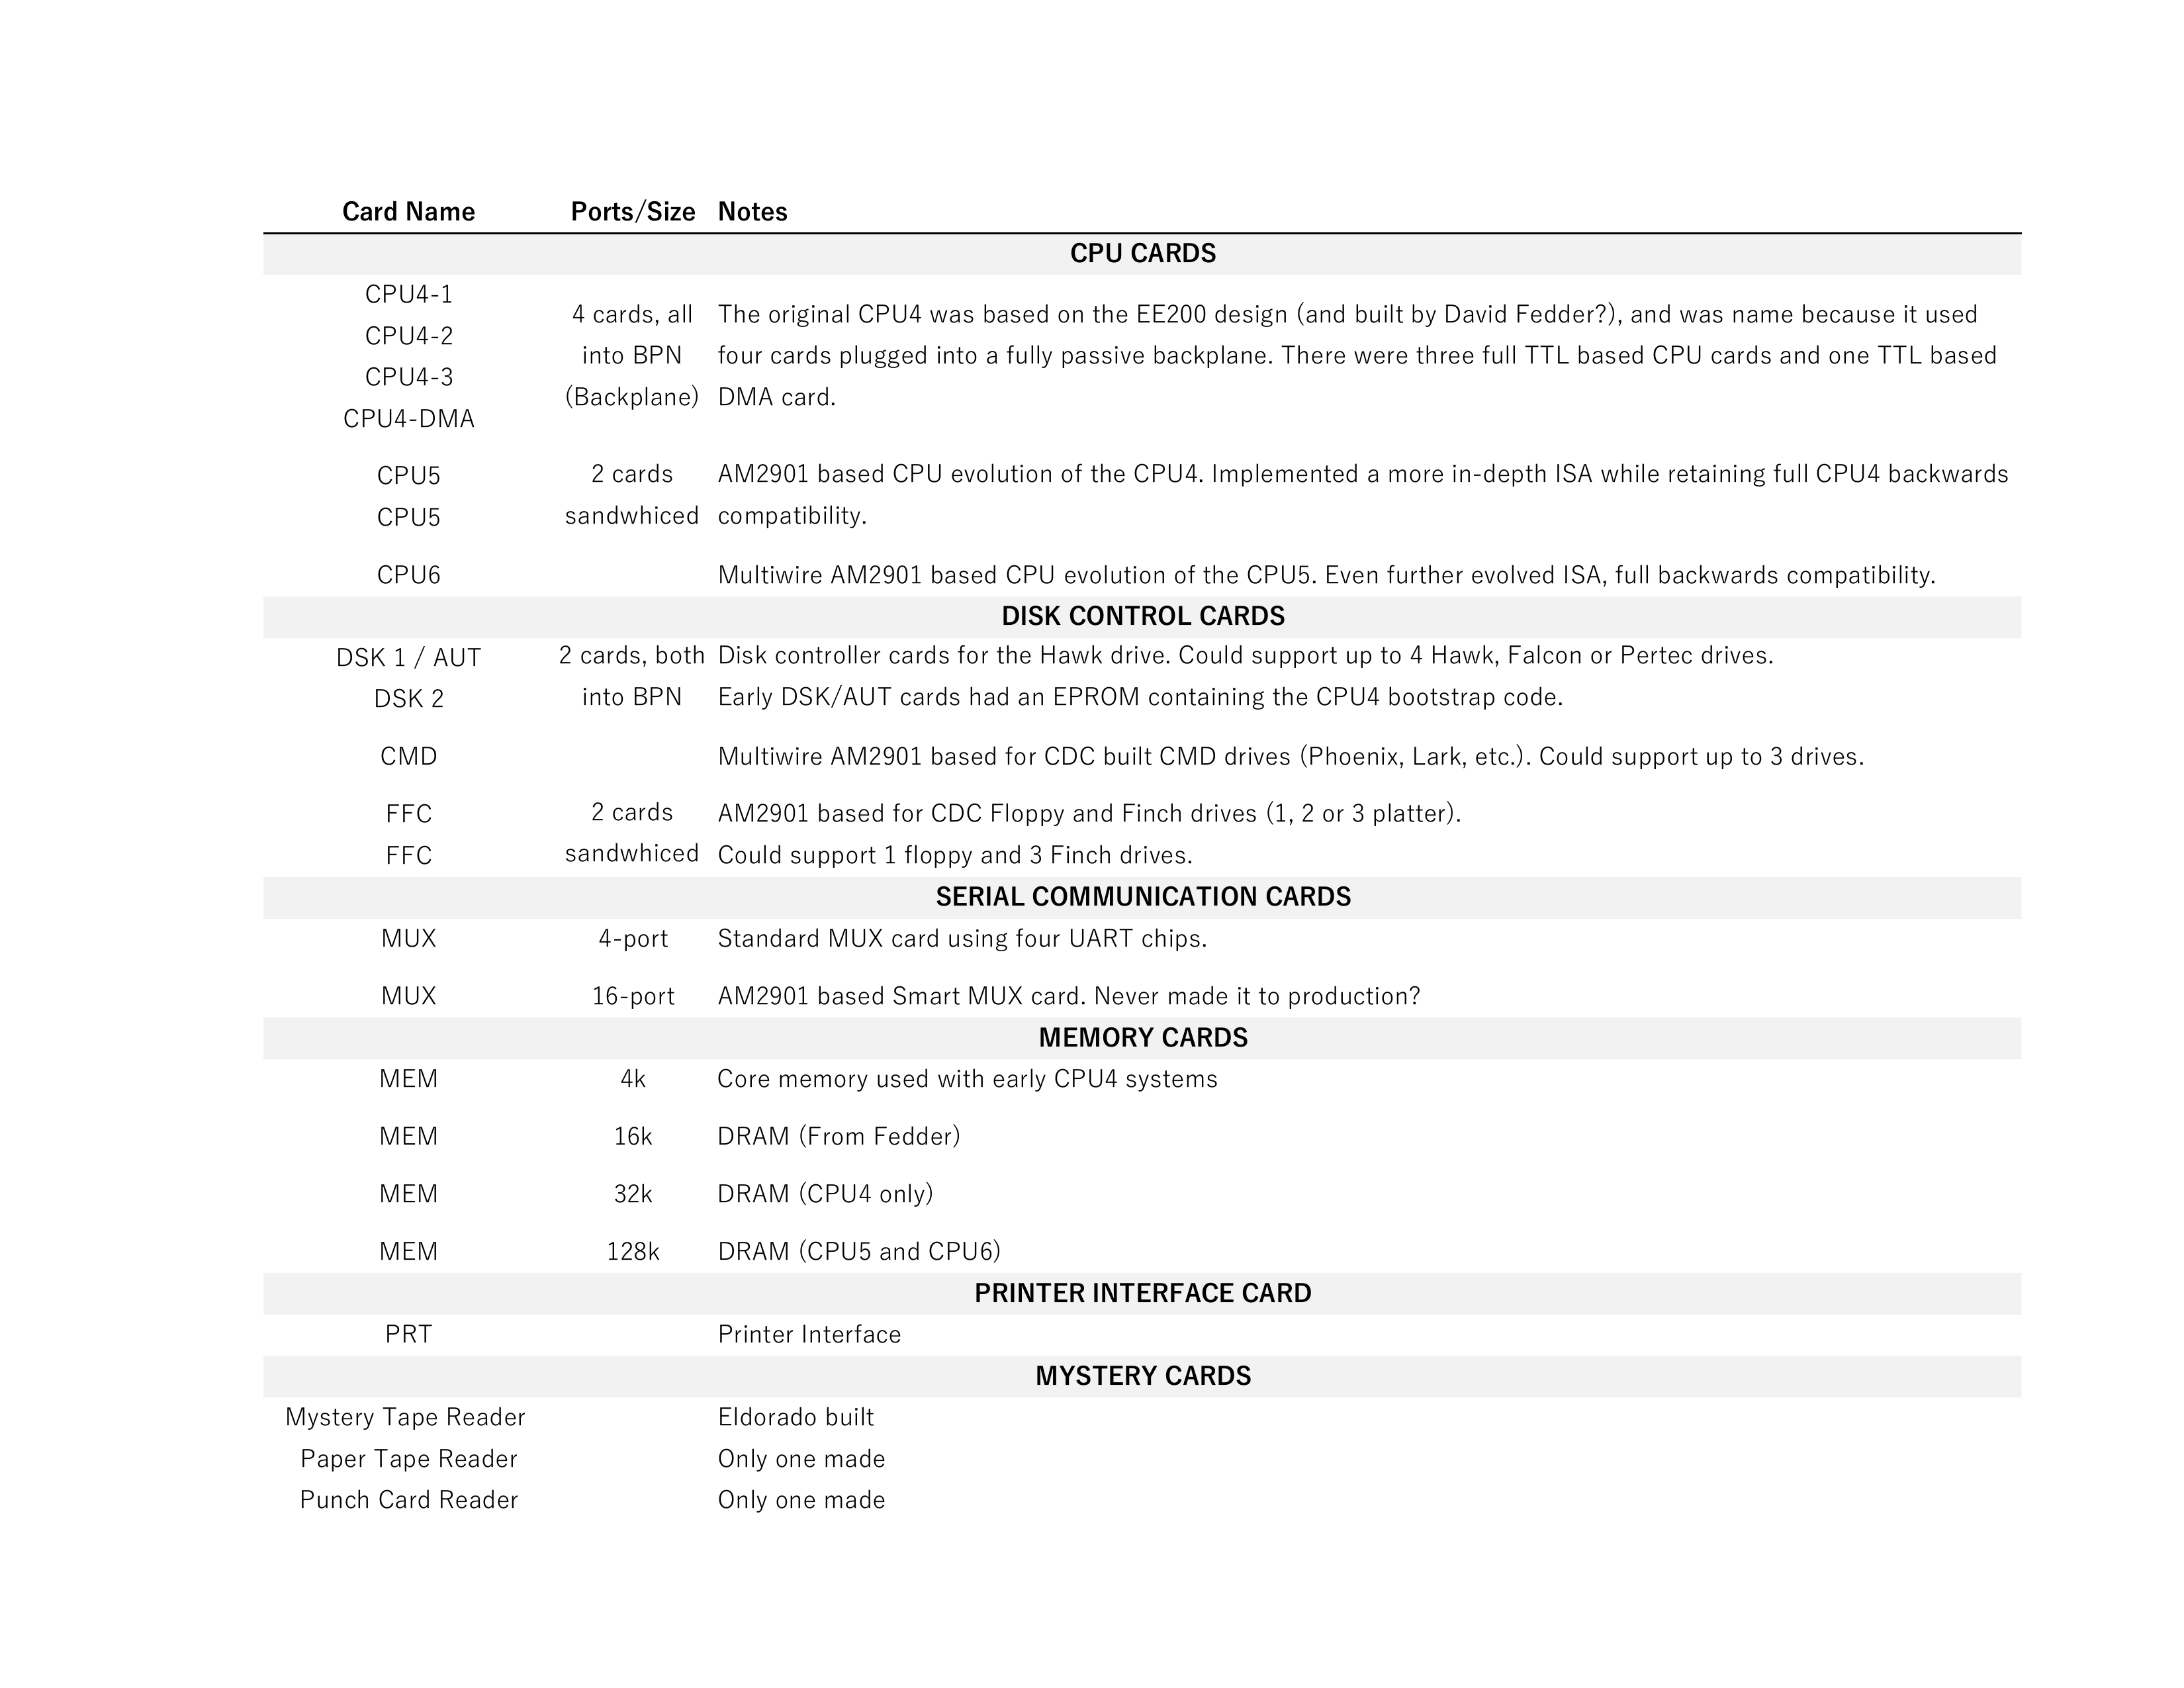 Card Name Ports/Size Notes
CPU CARDS
CPU4-1
CPU4-2
CPU4-3
CPU4-DMA
4 cards, all
into BPN
(Backplane)
The original CPU4 was based on the EE200 design (and built by David Fedder?), and was name because it used
four cards plugged into a fully passive backplane. There were three full TTL based CPU cards and one TTL based
DMA card.
CPU5
CPU5
2 cards
sandwhiced
AM2901 based CPU evolution of the CPU4. Implemented a more in-depth ISA while retaining full CPU4 backwards
compatibility.
CPU6 Multiwire AM2901 based CPU evolution of the CPU5. Even further evolved ISA, full backwards compatibility.
DISK CONTROL CARDS
DSK 1 / AUT
DSK 2
2 cards, both
into BPN
Disk controller cards for the Hawk drive. Could support up to 4 Hawk, Falcon or Pertec drives.
Early DSK/AUT cards had an EPROM containing the CPU4 bootstrap code.
CMD Multiwire AM2901 based for CDC built CMD drives (Phoenix, Lark, etc.). Could support up to 3 drives.
FFC
FFC
2 cards
sandwhiced
AM2901 based for CDC Floppy and Finch drives (1, 2 or 3 platter).
Could support 1 floppy and 3 Finch drives.
SERIAL COMMUNICATION CARDS
MUX 4-port Standard MUX card using four UART chips.
MUX 16-port AM2901 based Smart MUX card. Never made it to production?
MEMORY CARDS
MEM 4k Core memory used with early CPU4 systems
MEM 16k DRAM (From Fedder)
MEM 32k DRAM (CPU4 only)
MEM 128k DRAM (CPU5 and CPU6)
PRINTER INTERFACE CARD
PRT Printer Interface
MYSTERY CARDS
Mystery Tape Reader Eldorado built
Paper Tape Reader Only one made
Punch Card Reader Only one made